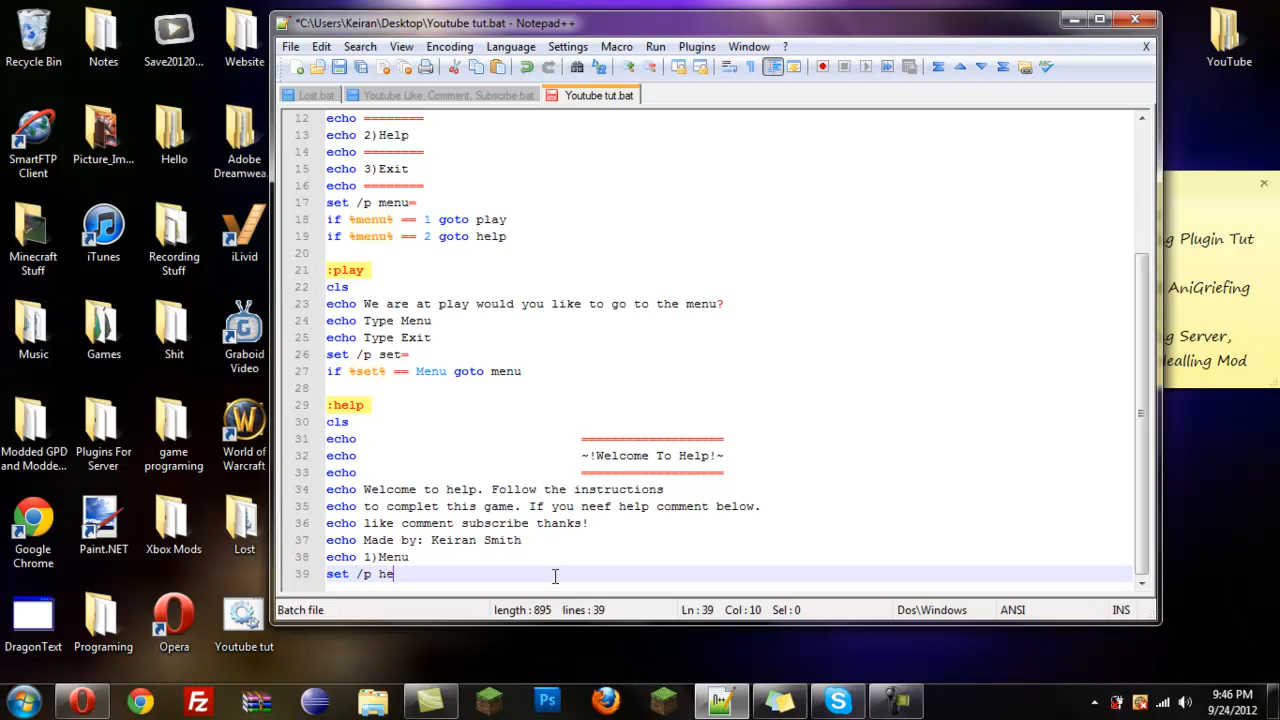 *C:\Users\Keiran\Desktop\Youtube tut.bat - Notepad++
File Edit Search View Encoding Language Settings Macro Run Plugins Window ? X
Lost.bat Youtube Like, Comment, Subscrbe.bat Youtube tut.bat
12 echo ========
13 echo 2)Help
14 echo ========
15 echo 3)Exit
16 echo ========
17 set /p menu=
18 if %menu% == 1 goto play
19 if %menu% == 2 goto help
20
21 :play
22 cls
23 echo We are at play would you like to go to the menu?
24 echo Type Menu
25 echo Type Exit
26 set /p set=
27 if %set% == Menu goto menu
28
29 :help
30 cls
31 echo ===================
32 echo ~!Welcome To Help!~
33 echo ===================
34 echo Welcome to help. Follow the instructions
35 echo to complet this game. If you neef help comment below.
36 echo like comment subscribe thanks!
37 echo Made by: Keiran Smith
38 echo 1)Menu
39 set /p he
Batch file length : 895 lines : 39 Ln : 39 Col : 10 Sel : 0 Dos\Windows ANSI INS
Recycle Bin Notes Save20120... Website
SmartFTP Client Picture_Im... Hello Adobe Dreamwea...
Minecraft Stuff iTunes Recording Stuff iLivid
Music Games Shit Graboid Video
Modded GPD and Modde... Plugins For Server game programing World of Warcraft
Google Chrome Paint.NET Xbox Mods Lost
DragonText Programing Opera Youtube tut
YouTube
g Plugin Tut
AniGriefing
g Server,
Healling Mod
9:46 PM
9/24/2012